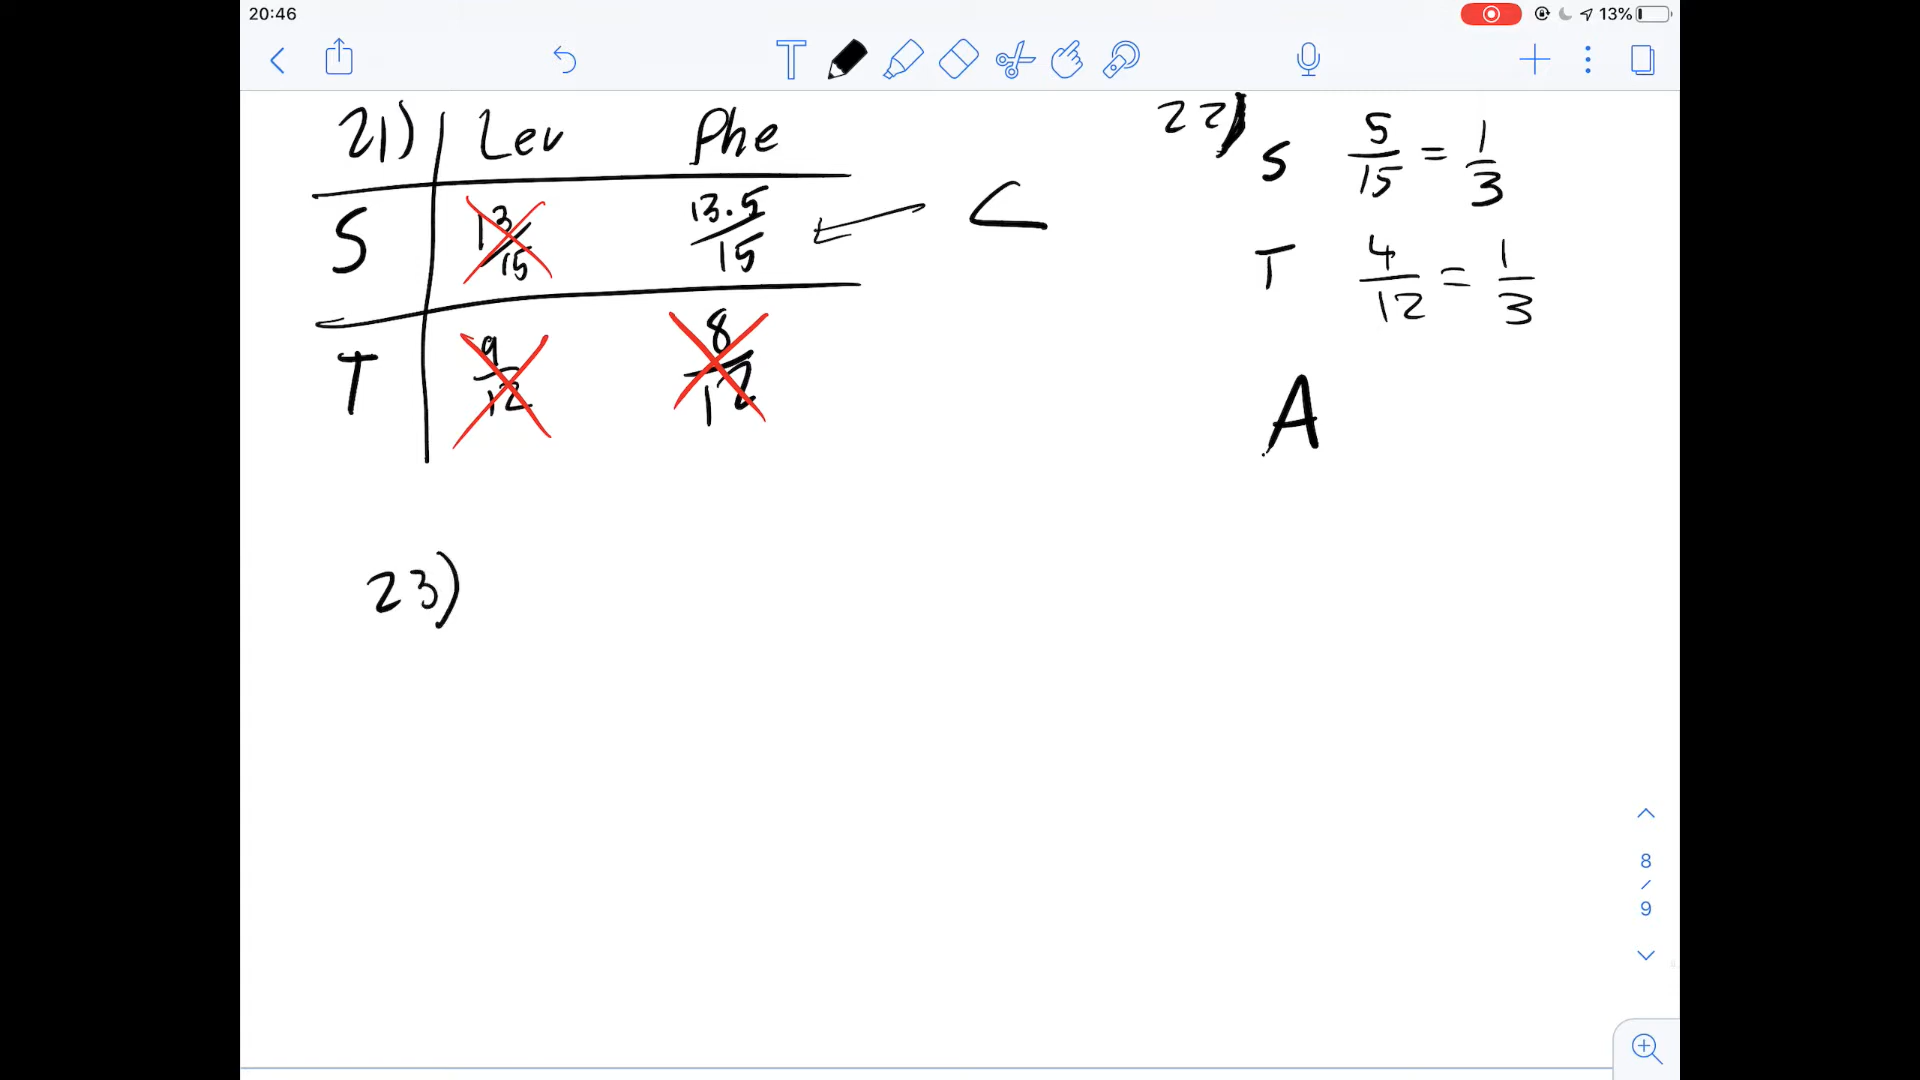 20:46
13%
21) Leu Phe
S 13/15 13.5/15 C
T 9/12 8/12
22)
S 5/15 = 1/3
T 4/12 = 1/3
A
23)
8
/
9